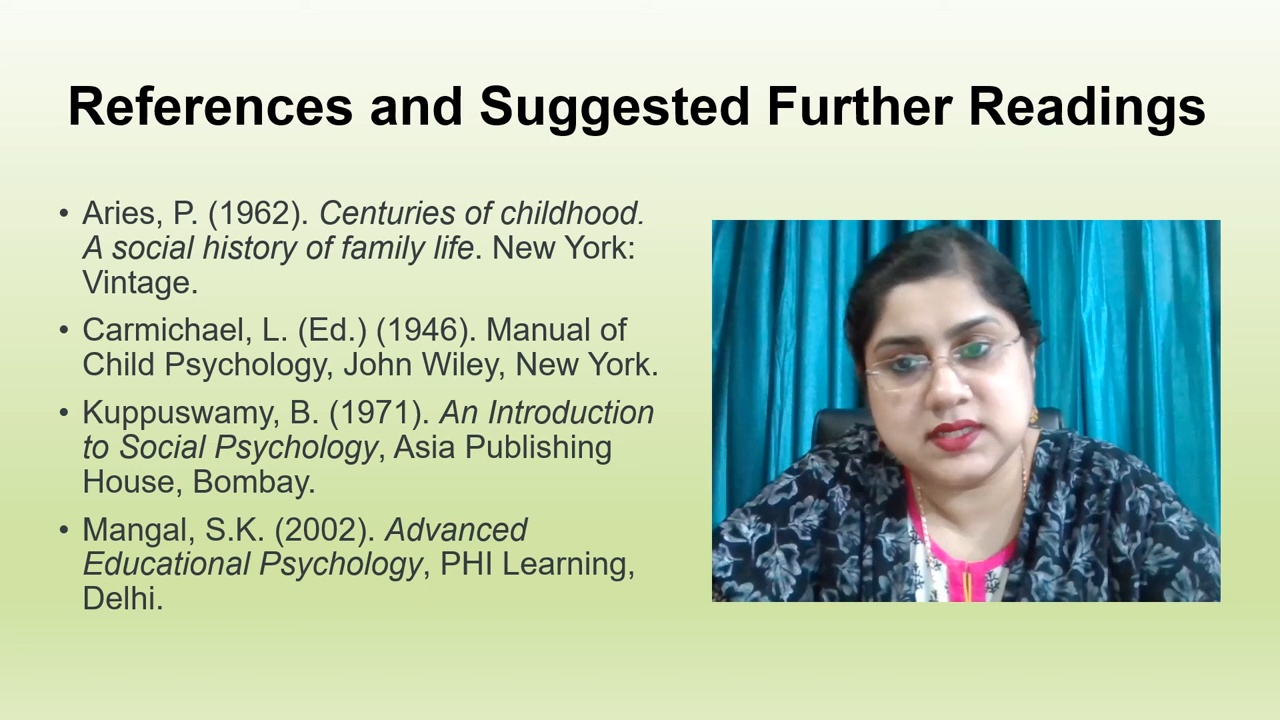 References and Suggested Further Readings
• Aries, P. (1962). Centuries of childhood.
A social history of family life. New York:
Vintage.
• Carmichael, L. (Ed.) (1946). Manual of
Child Psychology, John Wiley, New York.
• Kuppuswamy, B. (1971). An Introduction
to Social Psychology, Asia Publishing
House, Bombay.
• Mangal, S.K. (2002). Advanced
Educational Psychology, PHI Learning,
Delhi.